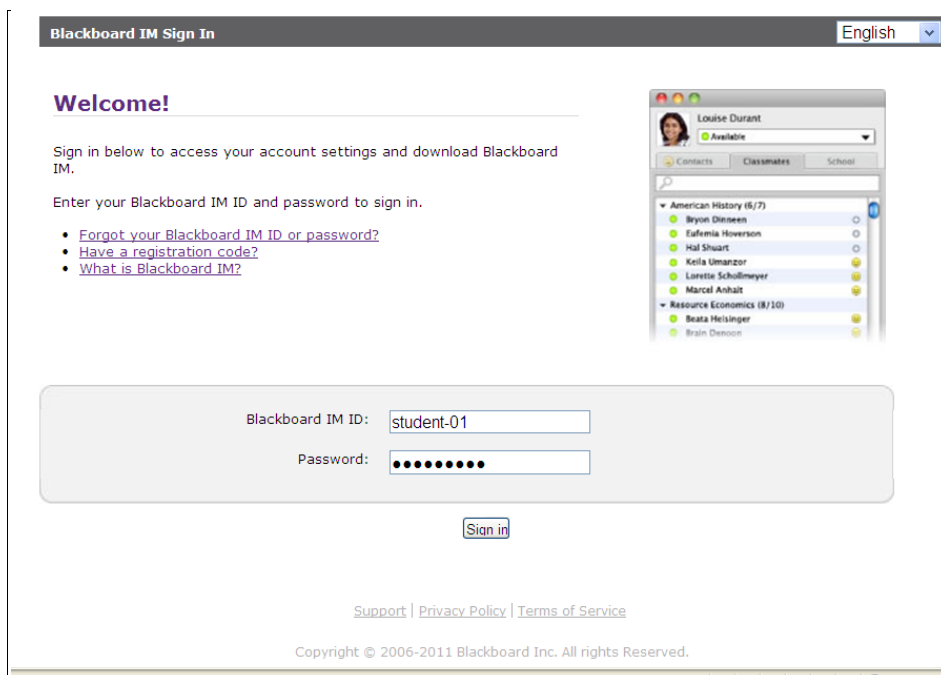 Blackboard IM Sign In
English
Welcome!
Sign in below to access your account settings and download Blackboard
IM.
Enter your Blackboard IM ID and password to sign in.
Forgot your Blackboard IM ID or password?
Have a registration code?
What is Blackboard IM?
Louise Durant
Available
Contacts Classmates School
American History (6/7)
Bryon Dinneen
Eufemia Hoverson
Hal Shuart
Keila Umanzor
Lorette Schollmeyer
Marcel Anhalt
Resource Economics (8/10)
Beata Heisinger
Brain Denoon
Blackboard IM ID: student-01
Password: •••••••••
Sign in
Support | Privacy Policy | Terms of Service
Copyright © 2006-2011 Blackboard Inc. All rights Reserved.